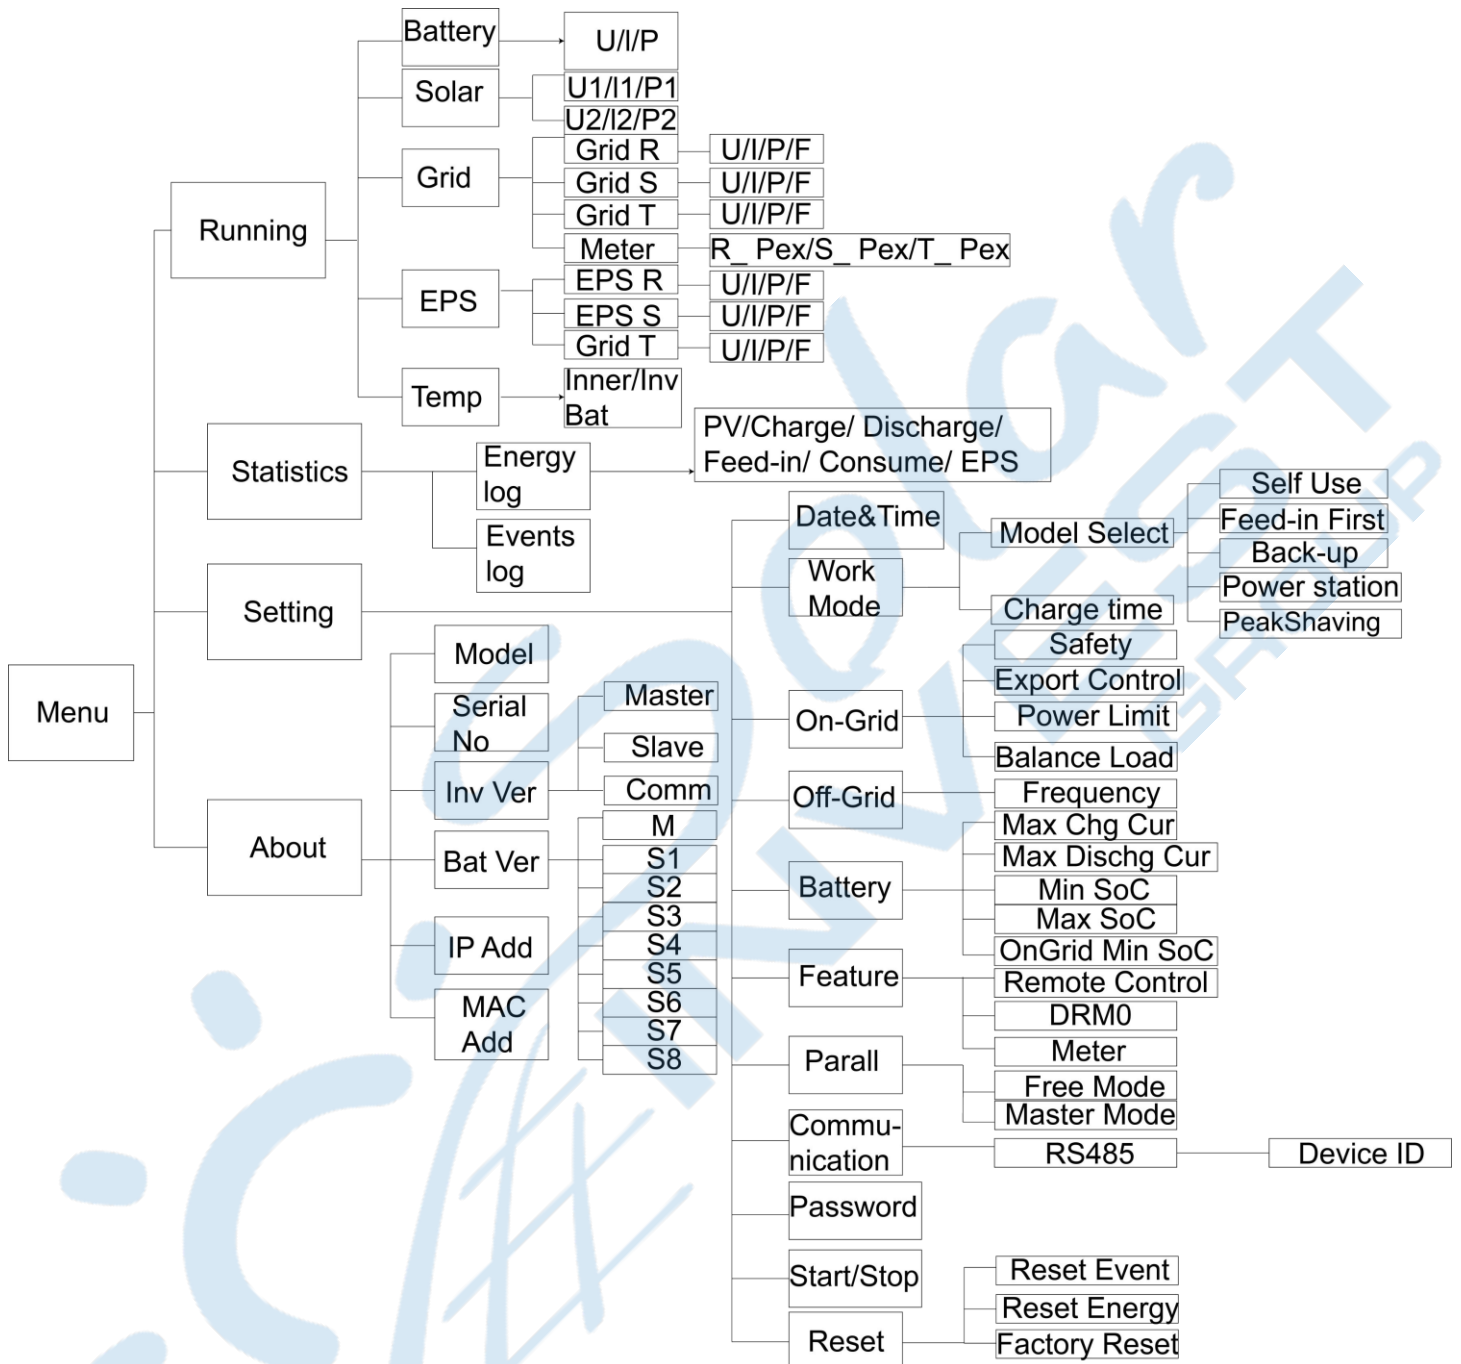 Menu
Running
Battery
U/I/P
Solar
U1/I1/P1
U2/I2/P2
Grid
Grid R
U/I/P/F
Grid S
U/I/P/F
Grid T
U/I/P/F
Meter
R_ Pex/S_ Pex/T_ Pex
EPS
EPS R
U/I/P/F
EPS S
U/I/P/F
Grid T
U/I/P/F
Temp
Inner/Inv
Bat
Statistics
Energy
log
PV/Charge/ Discharge/
Feed-in/ Consume/ EPS
Events
log
Setting
Date&Time
Work
Mode
Model Select
Self Use
Feed-in First
Back-up
Power station
PeakShaving
Charge time
On-Grid
Safety
Export Control
Power Limit
Balance Load
Off-Grid
Frequency
Battery
Max Chg Cur
Max Dischg Cur
Min SoC
Max SoC
OnGrid Min SoC
Feature
Remote Control
DRM0
Meter
Parall
Free Mode
Master Mode
Commu-
nication
RS485
Device ID
Password
Start/Stop
Reset
Reset Event
Reset Energy
Factory Reset
About
Model
Serial
No
Inv Ver
Master
Slave
Comm
Bat Ver
M
S1
S2
S3
S4
S5
S6
S7
S8
IP Add
MAC
Add
Solar
INVEST
GROUP